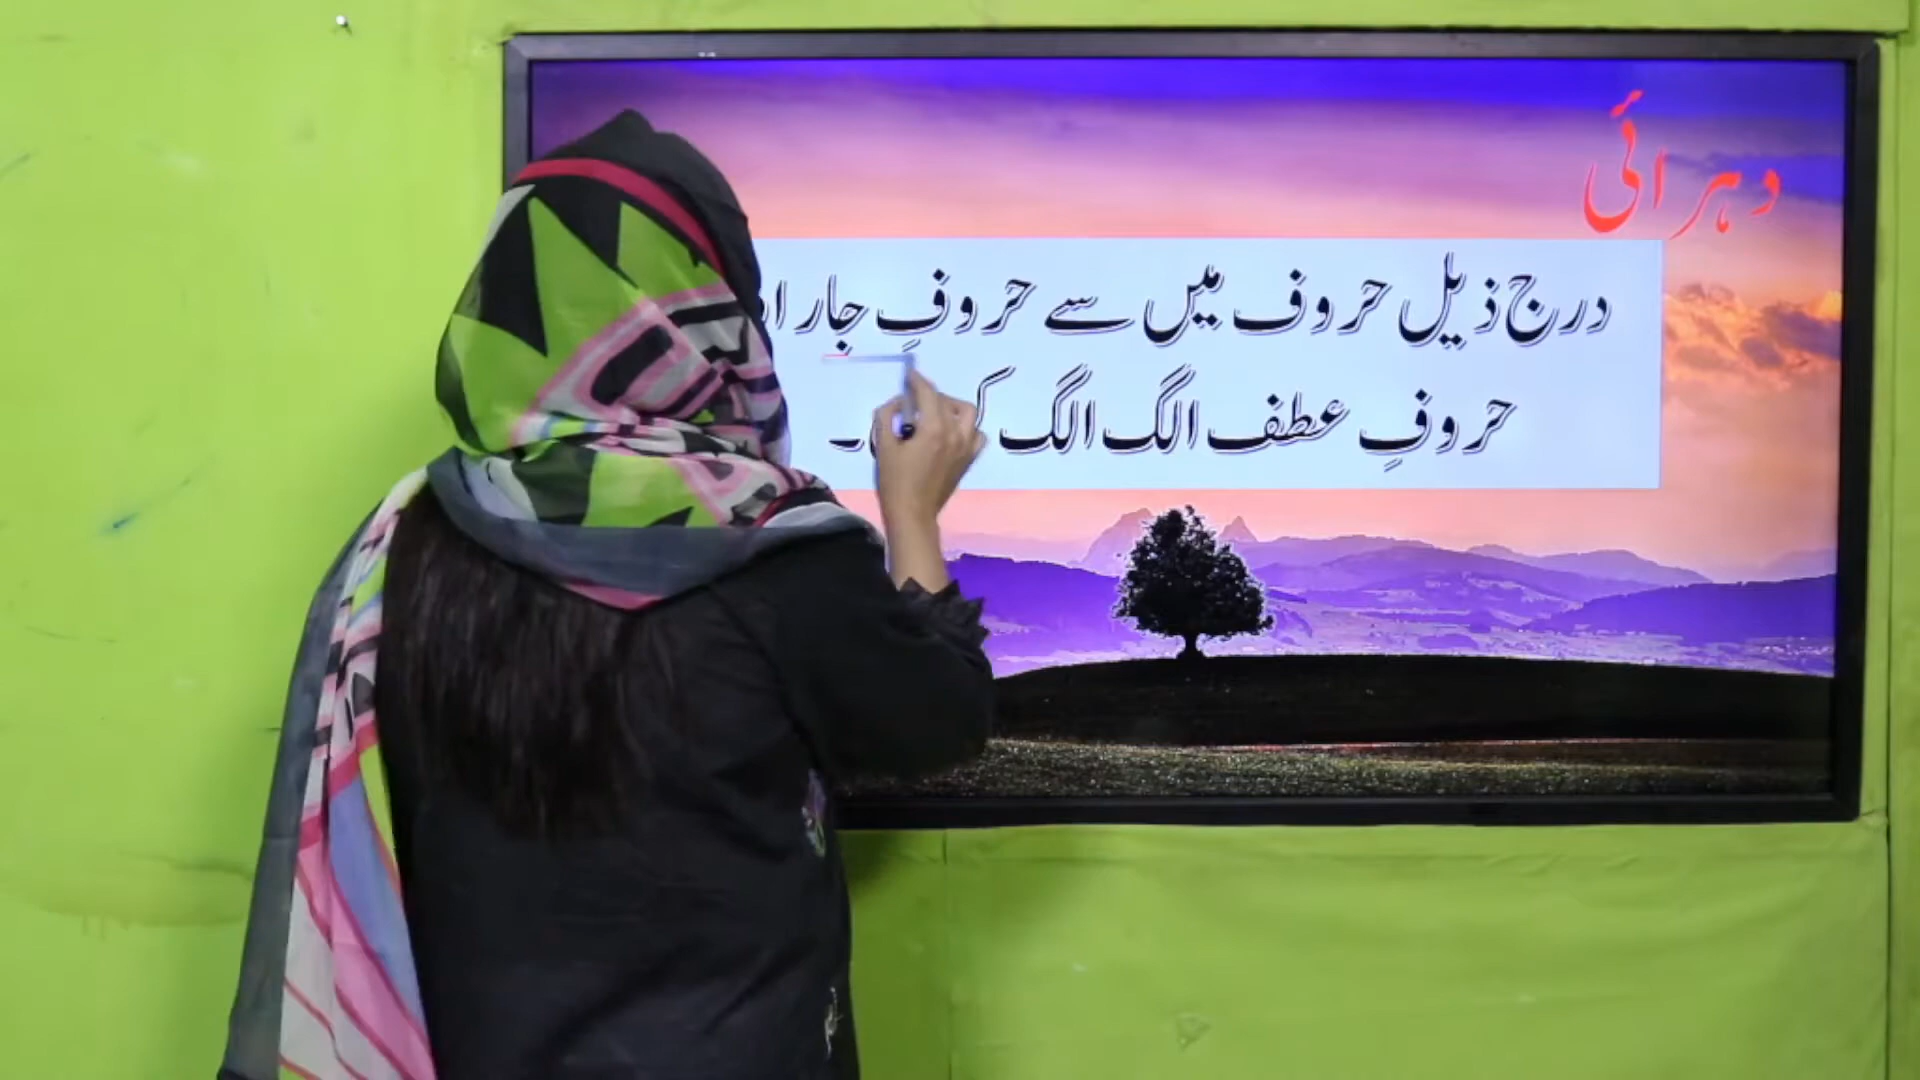 دہرائی
درج ذیل حروف میں سے حروفِ جار
حروفِ عطف الگ الگ